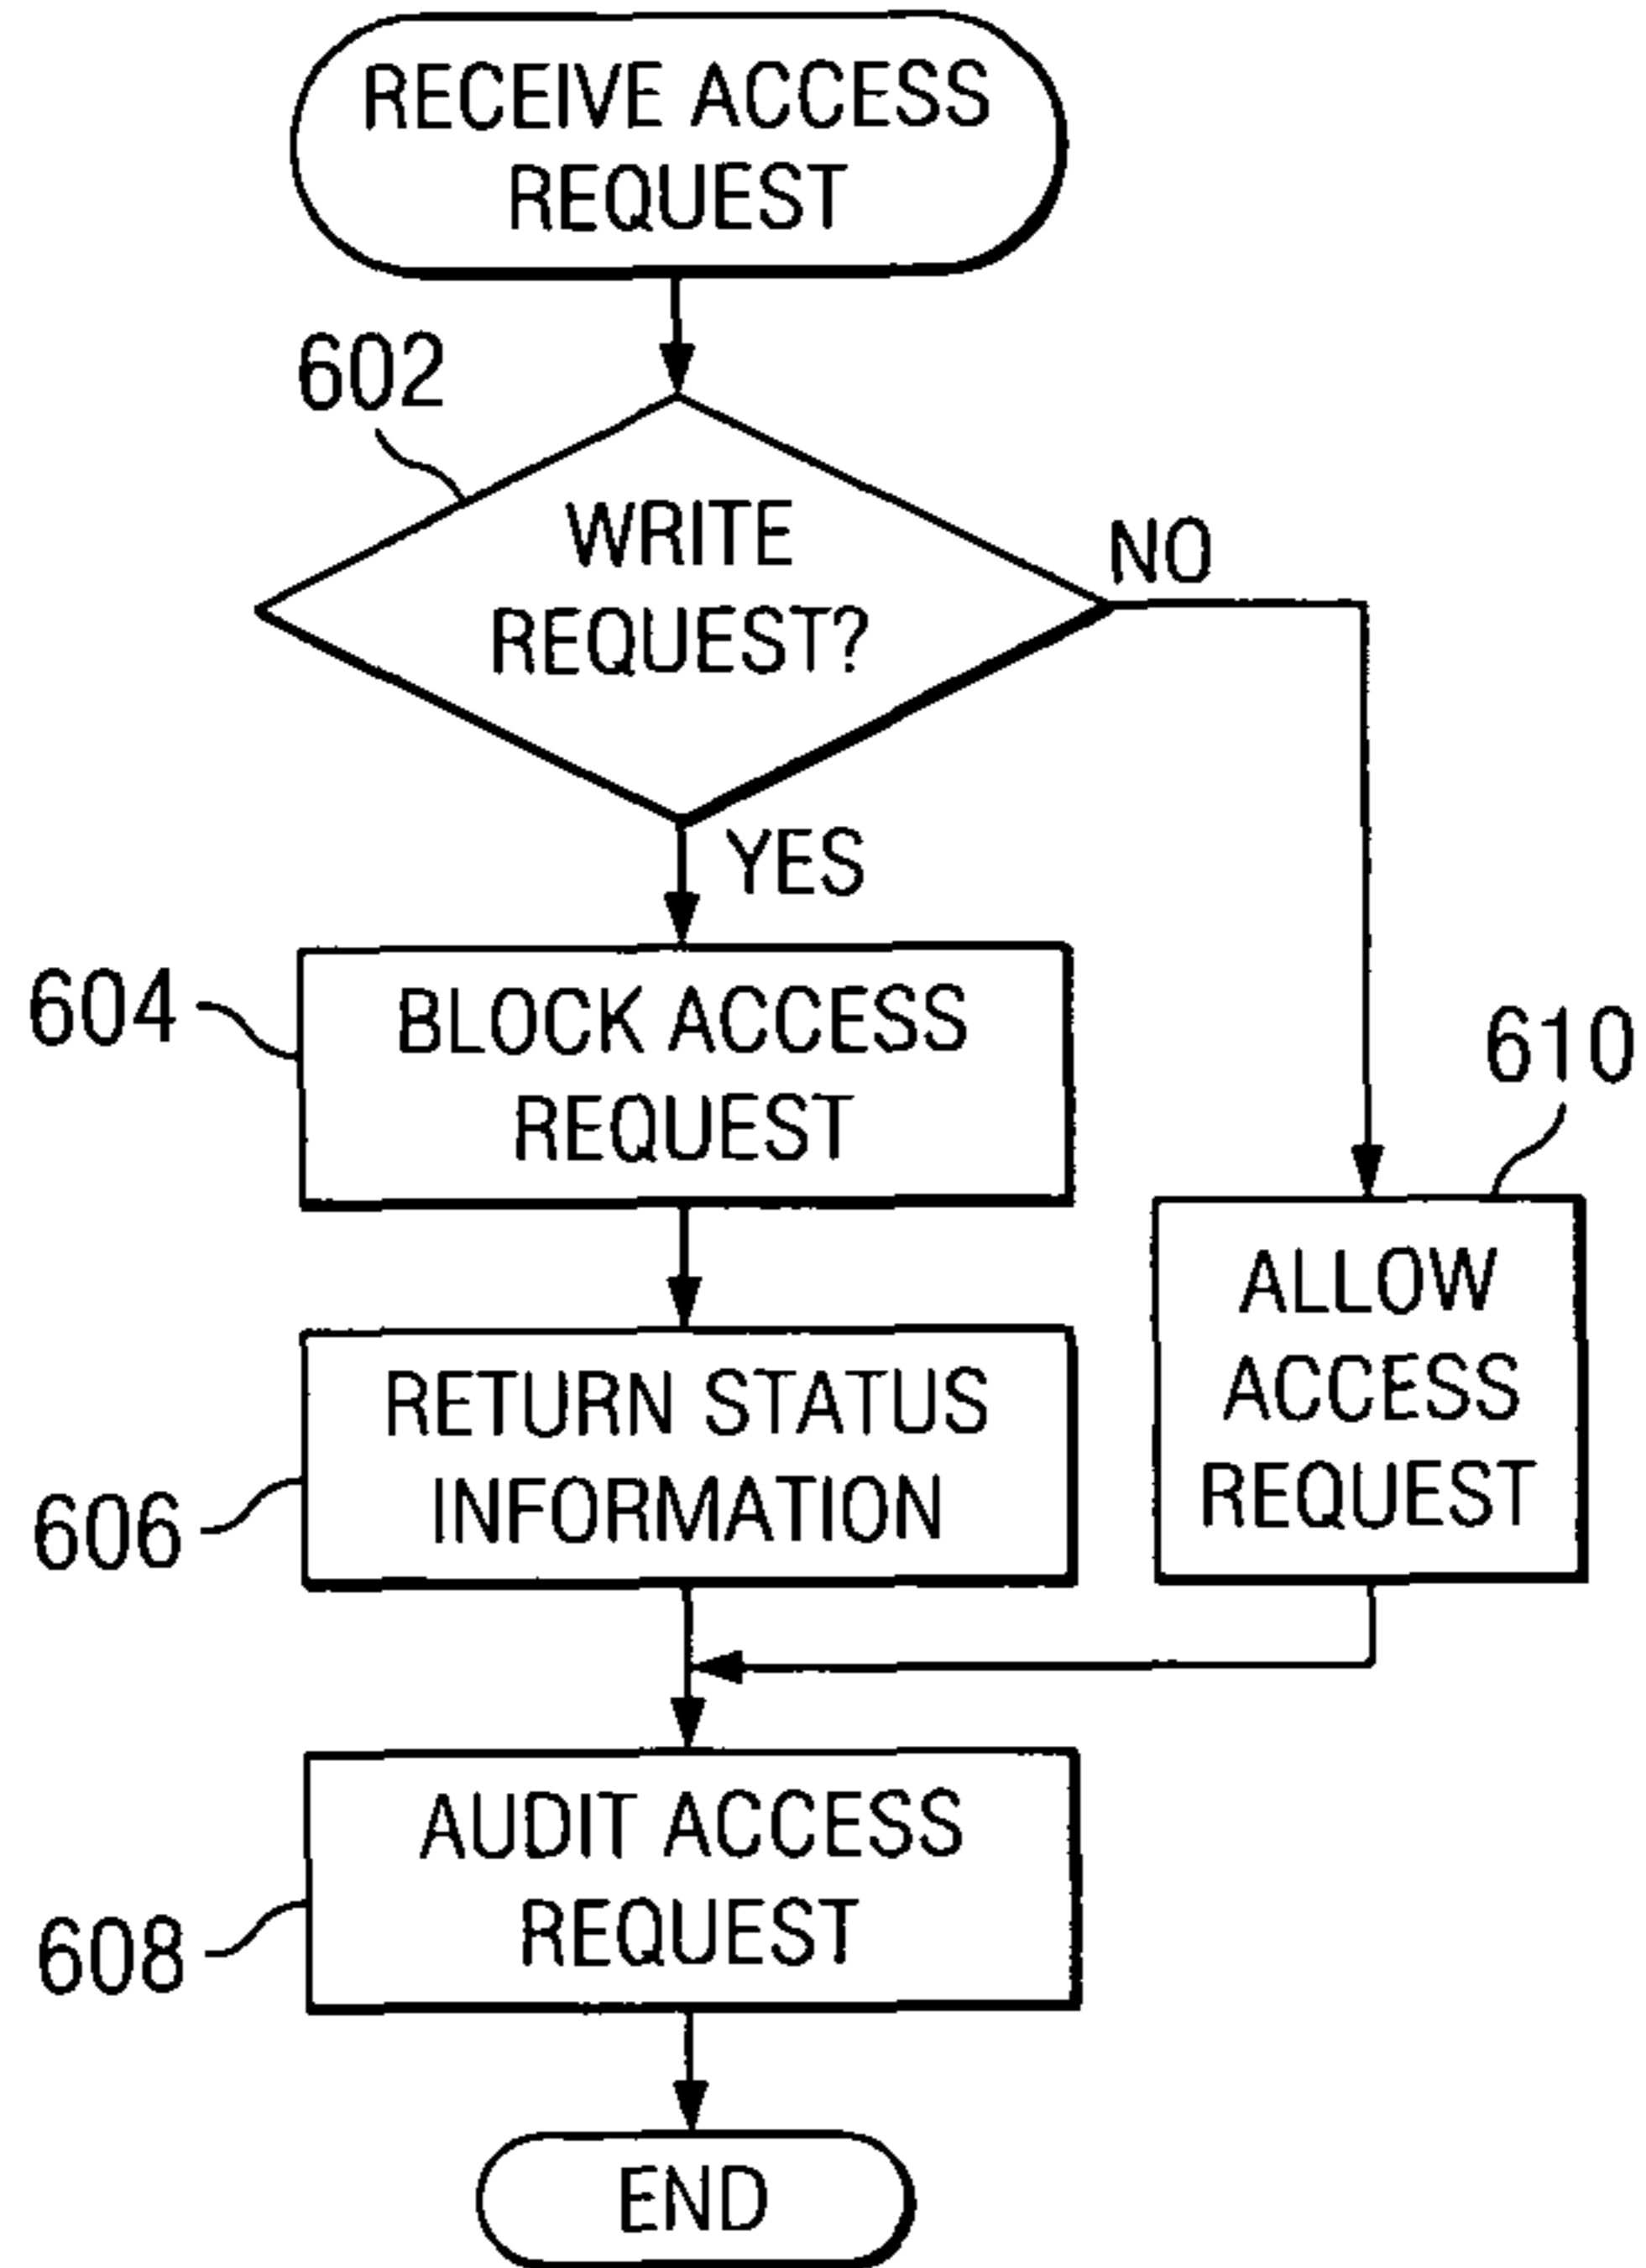 RECEIVE ACCESS
REQUEST
602
WRITE
REQUEST?
NO
YES
604
BLOCK ACCESS
REQUEST
610
ALLOW
ACCESS
REQUEST
RETURN STATUS
INFORMATION
606
AUDIT ACCESS
REQUEST
608
END